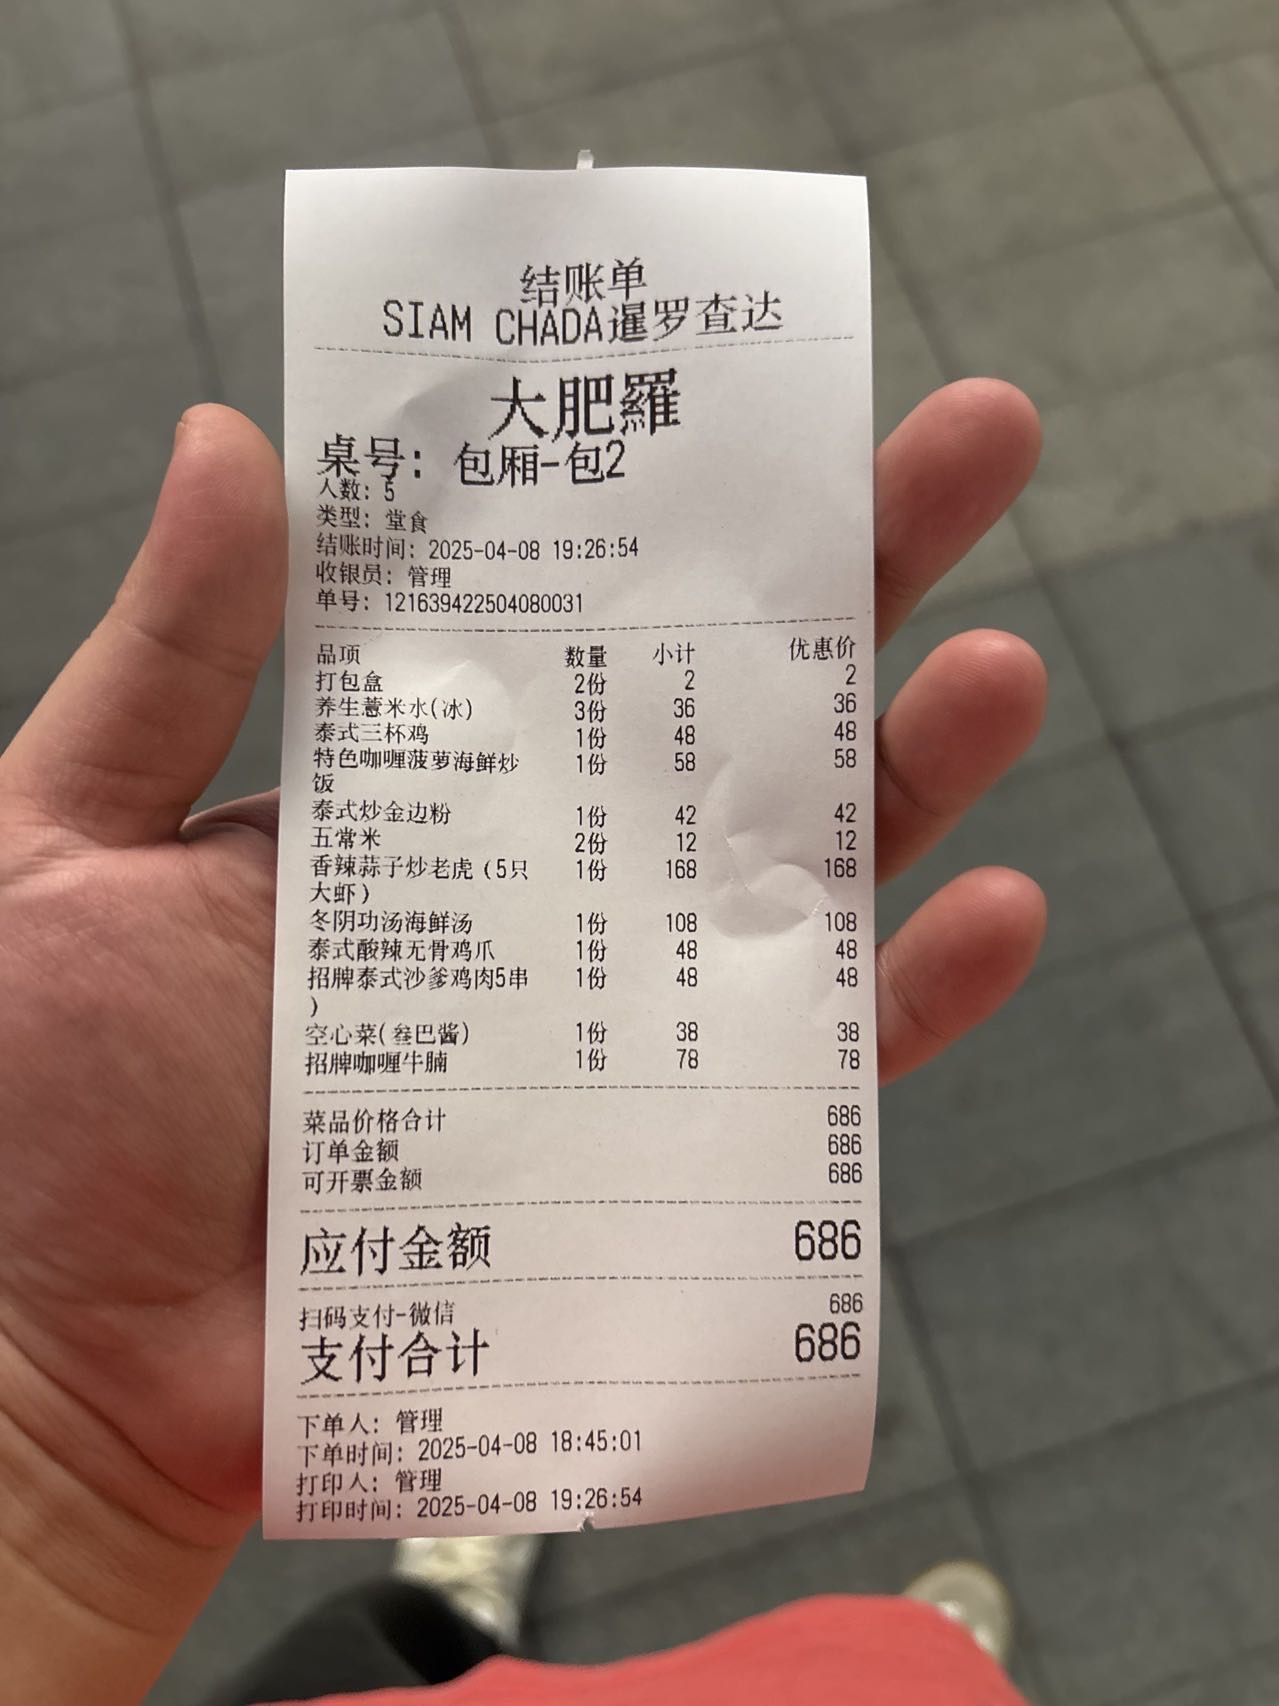 结账单
SIAM CHADA暹罗查达
大肥羅
桌号: 包厢-包2
人数: 5
类型: 堂食
结账时间: 2025-04-08 19:26:54
收银员: 管理
单号: 121639422504080031
品项 数量 小计 优惠价
打包盒 2份 2 2
养生薏米水(冰) 3份 36 36
泰式三杯鸡 1份 48 48
特色咖喱菠萝海鲜炒 1份 58 58
饭
泰式炒金边粉 1份 42 42
五常米 2份 12 12
香辣蒜子炒老虎(5只 1份 168 168
大虾)
冬阴功汤海鲜汤 1份 108 108
泰式酸辣无骨鸡爪 1份 48 48
招牌泰式沙爹鸡肉5串 1份 48 48
)
空心菜(叁巴酱) 1份 38 38
招牌咖喱牛腩 1份 78 78
菜品价格合计 686
订单金额 686
可开票金额 686
应付金额 686
扫码支付-微信 686
支付合计 686
下单人: 管理
下单时间: 2025-04-08 18:45:01
打印人: 管理
打印时间: 2025-04-08 19:26:54